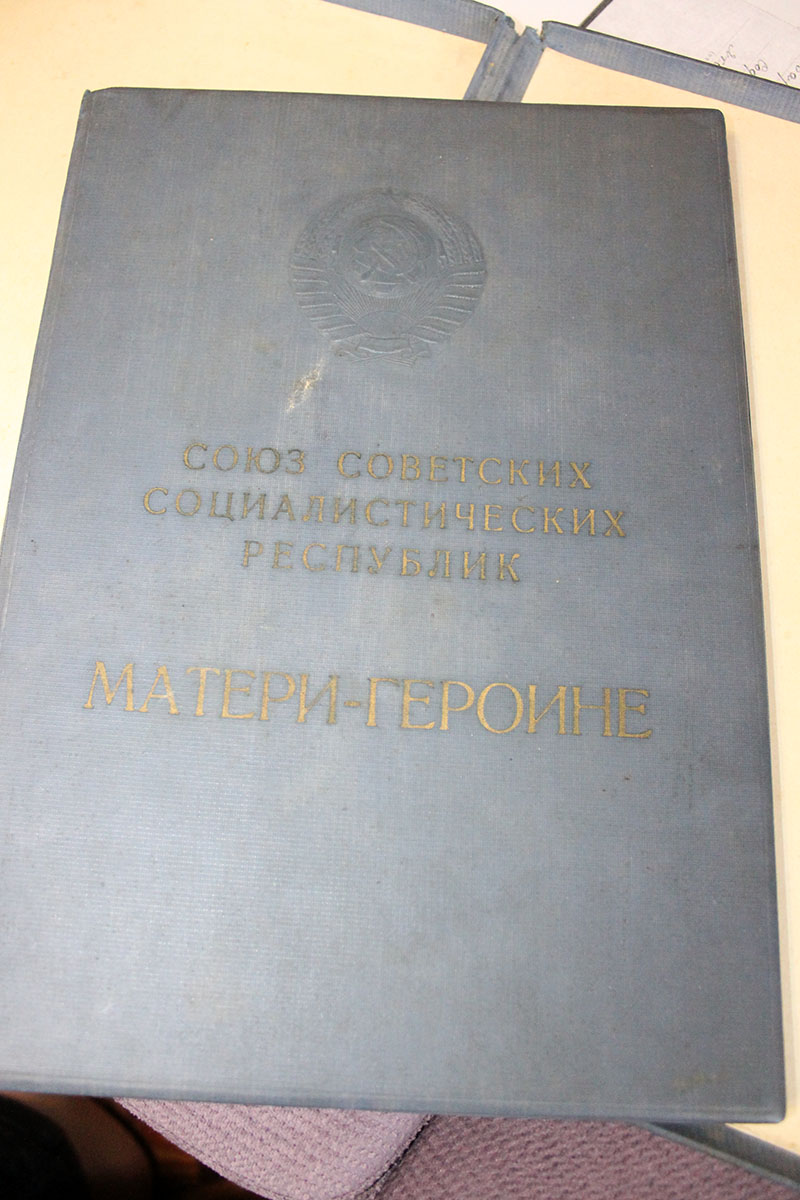 СОЮЗ СОВЕТСКИХ
СОЦИАЛИСТИЧЕСКИХ
РЕСПУБЛИК
МАТЕРИ-ГЕРОИНЕ